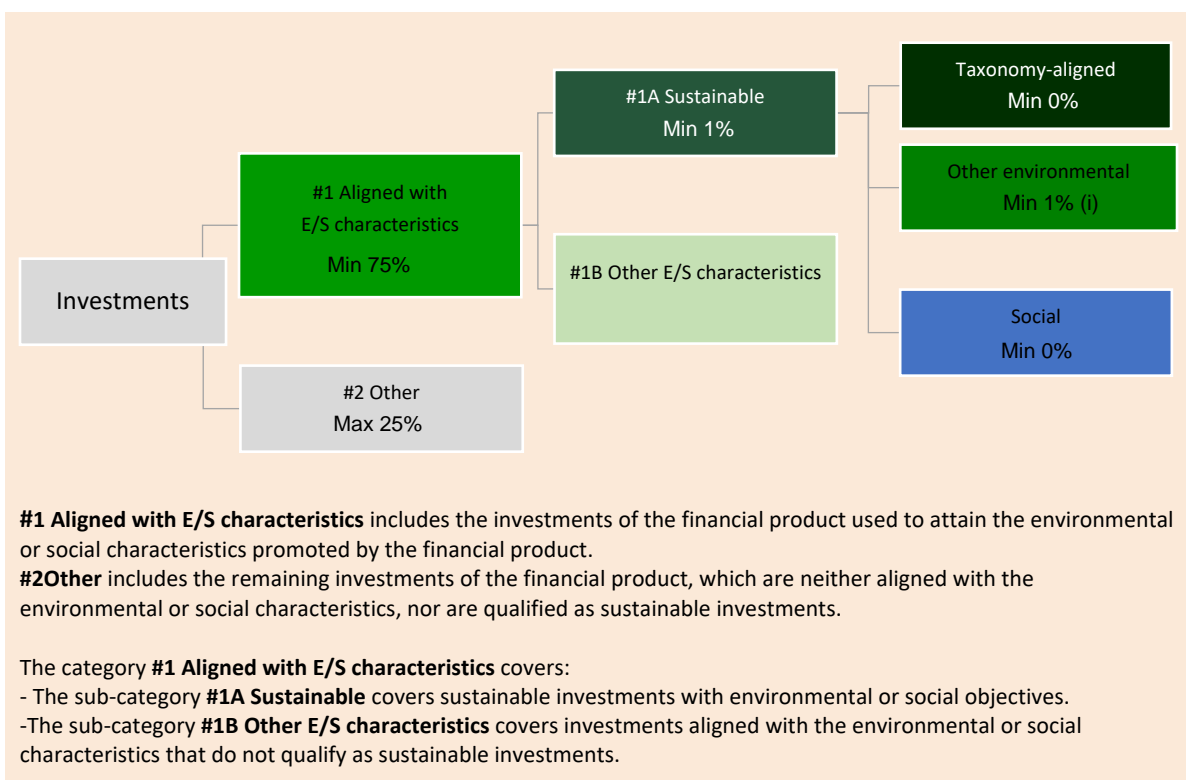 Investments
#1 Aligned with
E/S characteristics
Min 75%
#2 Other
Max 25%
#1A Sustainable
Min 1%
#1B Other E/S characteristics
Taxonomy-aligned
Min 0%
Other environmental
Min 1% (i)
Social
Min 0%
#1 Aligned with E/S characteristics includes the investments of the financial product used to attain the environmental
or social characteristics promoted by the financial product.
#2Other includes the remaining investments of the financial product, which are neither aligned with the
environmental or social characteristics, nor are qualified as sustainable investments.
The category #1 Aligned with E/S characteristics covers:
- The sub-category #1A Sustainable covers sustainable investments with environmental or social objectives.
-The sub-category #1B Other E/S characteristics covers investments aligned with the environmental or social
characteristics that do not qualify as sustainable investments.